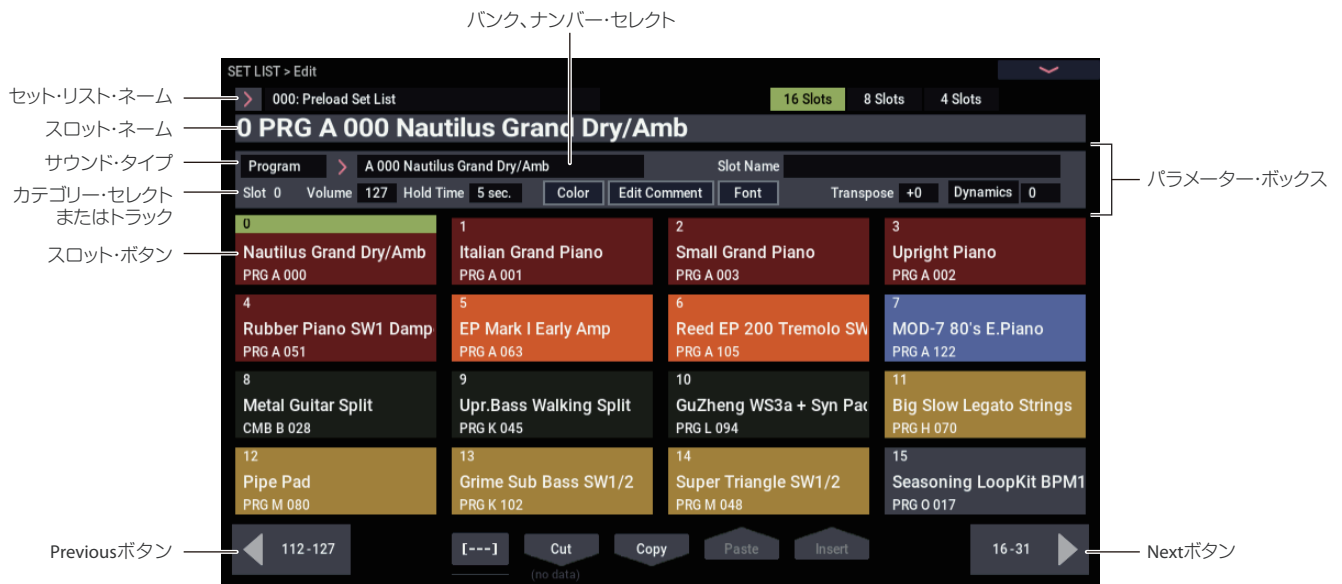 バンク、ナンバー・セレクト
SET LIST > Edit
セット・リスト・ネーム
000: Preload Set List
16 Slots
8 Slots
4 Slots
スロット・ネーム
0 PRG A 000 Nautilus Grand Dry/Amb
サウンド・タイプ
Program
A 000 Nautilus Grand Dry/Amb
Slot Name
パラメーター・ボックス
カテゴリー・セレクト
またはトラック
Slot 0
Volume 127
Hold Time 5 sec.
Color
Edit Comment
Font
Transpose +0
Dynamics 0
スロット・ボタン
0
Nautilus Grand Dry/Amb
PRG A 000
1
Italian Grand Piano
PRG A 001
2
Small Grand Piano
PRG A 003
3
Upright Piano
PRG A 002
4
Rubber Piano SW1 Damp
PRG A 051
5
EP Mark I Early Amp
PRG A 063
6
Reed EP 200 Tremolo SW
PRG A 105
7
MOD-7 80's E.Piano
PRG A 122
8
Metal Guitar Split
CMB B 028
9
Upr.Bass Walking Split
PRG K 045
10
GuZheng WS3a + Syn Pad
PRG L 094
11
Big Slow Legato Strings
PRG H 070
12
Pipe Pad
PRG M 080
13
Grime Sub Bass SW1/2
PRG K 102
14
Super Triangle SW1/2
PRG M 048
15
Seasoning LoopKit BPM1
PRG O 017
Previousボタン
112-127
[---]
Cut
(no data)
Copy
Paste
Insert
16-31
Nextボタン